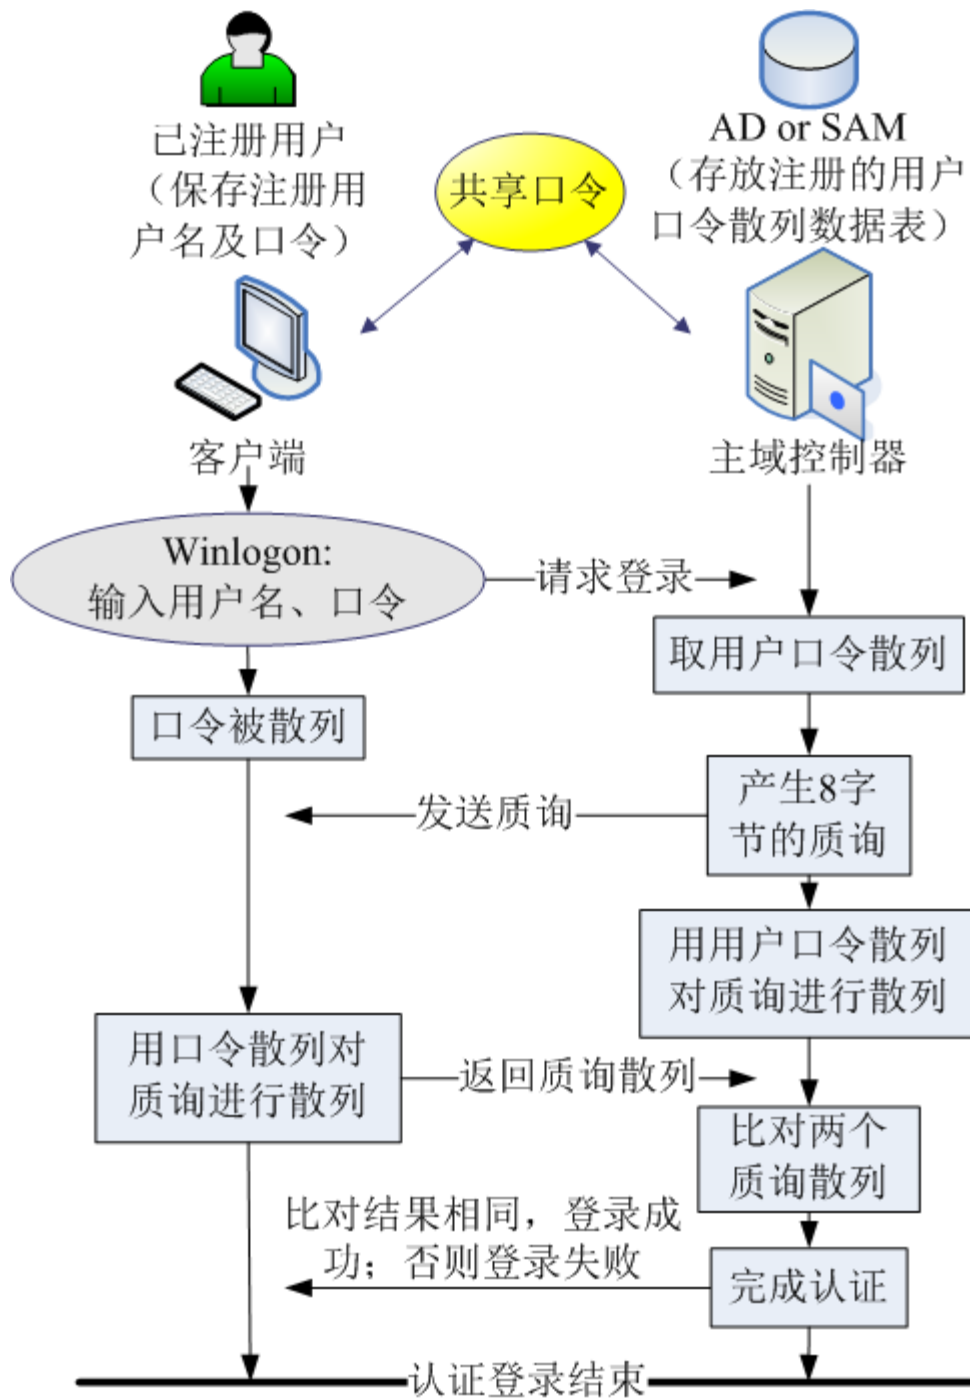 已注册用户
（保存注册用
户名及口令）
共享口令
AD or SAM
（存放注册的用户
口令散列数据表）
客户端
主域控制器
Winlogon:
输入用户名、口令
请求登录
取用户口令散列
口令被散列
产生8字
节的质询
发送质询
用用户口令散列
对质询进行散列
用口令散列对
质询进行散列
返回质询散列
比对两个
质询散列
比对结果相同，登录成
功；否则登录失败
完成认证
认证登录结束